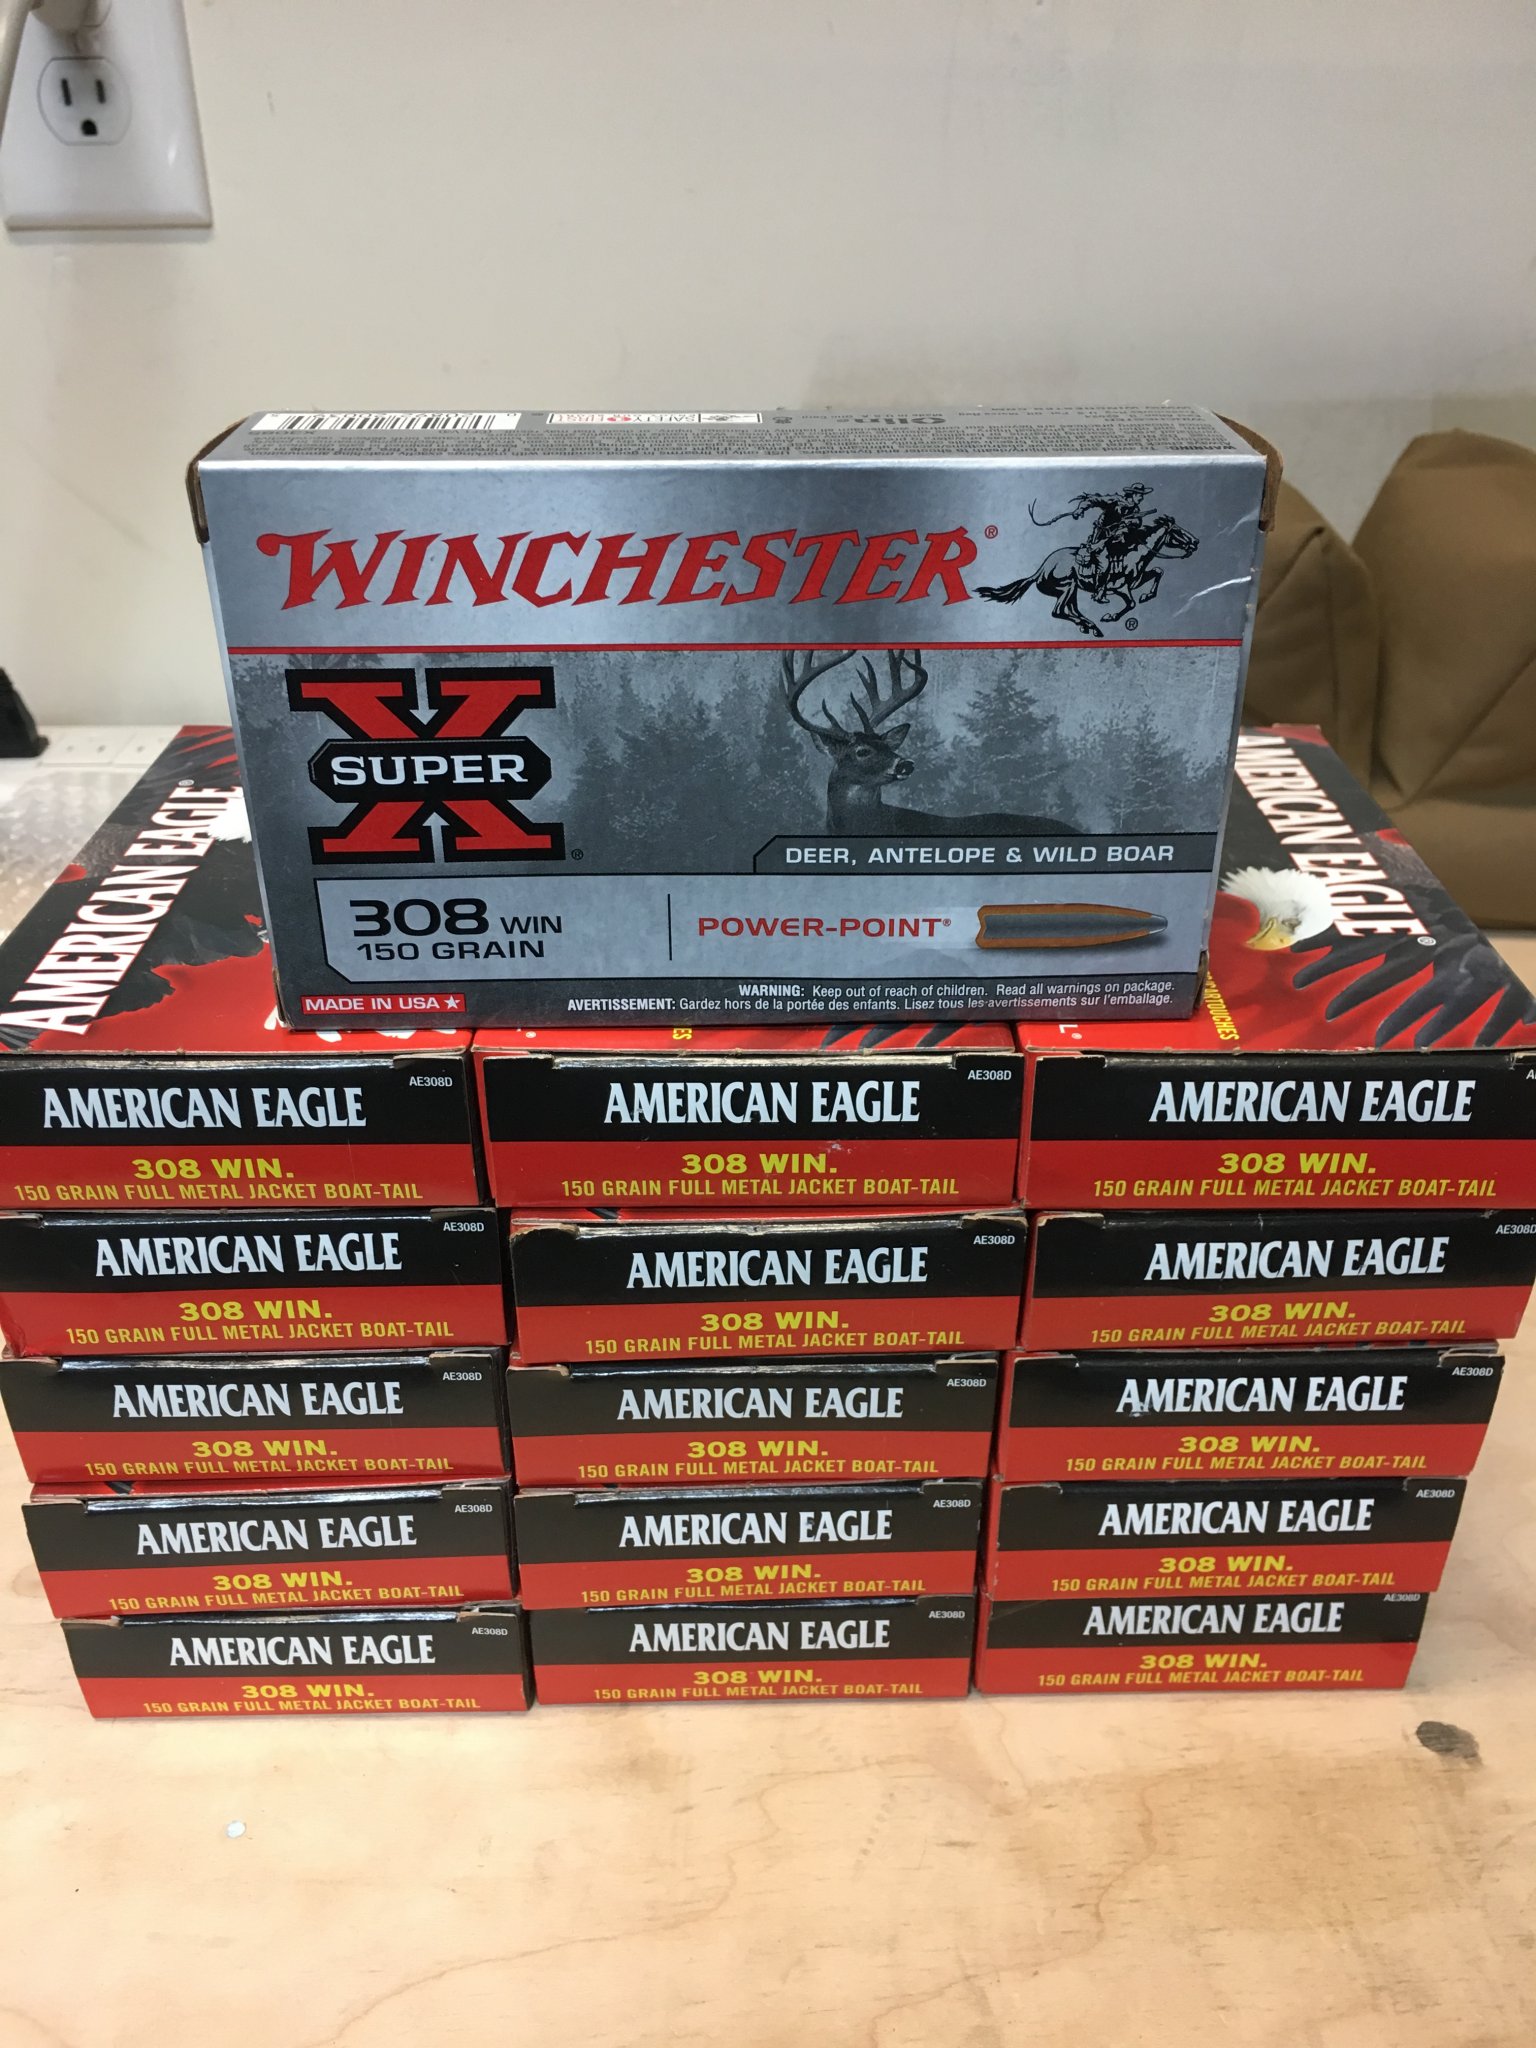 WINCHESTER®
®
X
SUPER
®
DEER, ANTELOPE & WILD BOAR
308 WIN
150 GRAIN
POWER-POINT®
MADE IN USA
WARNING: Keep out of reach of children. Read all warnings on package.
AVERTISSEMENT: Gardez hors de la portée des enfants. Lisez tous les avertissements sur l'emballage.
Olin
AMERICAN EAGLE®
AMERICAN EAGLE®
AMERICAN EAGLE
AE308D
308 WIN.
150 GRAIN FULL METAL JACKET BOAT-TAIL
AMERICAN EAGLE
AE308D
308 WIN.
150 GRAIN FULL METAL JACKET BOAT-TAIL
AMERICAN EAGLE
308 WIN.
150 GRAIN FULL METAL JACKET BOAT-TAIL
AMERICAN EAGLE
AE308D
308 WIN.
150 GRAIN FULL METAL JACKET BOAT-TAIL
AMERICAN EAGLE
AE308D
308 WIN.
150 GRAIN FULL METAL JACKET BOAT-TAIL
AMERICAN EAGLE
AE308D
308 WIN.
150 GRAIN FULL METAL JACKET BOAT-TAIL
AMERICAN EAGLE
AE308D
308 WIN.
150 GRAIN FULL METAL JACKET BOAT-TAIL
AMERICAN EAGLE
AE308D
308 WIN.
150 GRAIN FULL METAL JACKET BOAT-TAIL
AMERICAN EAGLE
AE308D
308 WIN.
150 GRAIN FULL METAL JACKET BOAT-TAIL
AMERICAN EAGLE
AE308D
308 WIN.
150 GRAIN FULL METAL JACKET BOAT-TAIL
AMERICAN EAGLE
AE308D
308 WIN.
150 GRAIN FULL METAL JACKET BOAT-TAIL
AMERICAN EAGLE
AE308D
308 WIN.
150 GRAIN FULL METAL JACKET BOAT-TAIL
AMERICAN EAGLE
AE308D
308 WIN.
150 GRAIN FULL METAL JACKET BOAT-TAIL
AMERICAN EAGLE
AE308D
308 WIN.
150 GRAIN FULL METAL JACKET BOAT-TAIL
AMERICAN EAGLE
AE308D
308 WIN.
150 GRAIN FULL METAL JACKET BOAT-TAIL